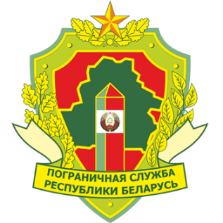 ПОГРАНИЧНАЯ СЛУЖБА
РЕСПУБЛИКИ БЕЛАРУСЬ